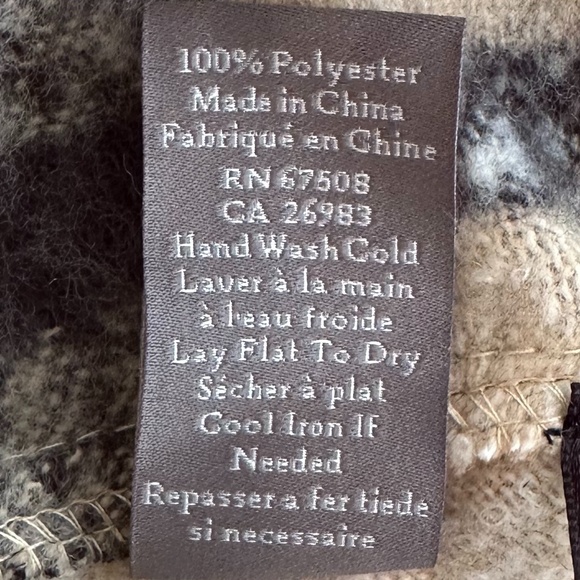 100% Polyester
Made in China
Fabriqué en Chine
RN 67508
CA 26983
Hand Wash Cold
Laver à la main
à l'eau froide
Lay Flat To Dry
Sécher à plat
Cool Iron If
Needed
Repasser a fer tiede
si necessaire